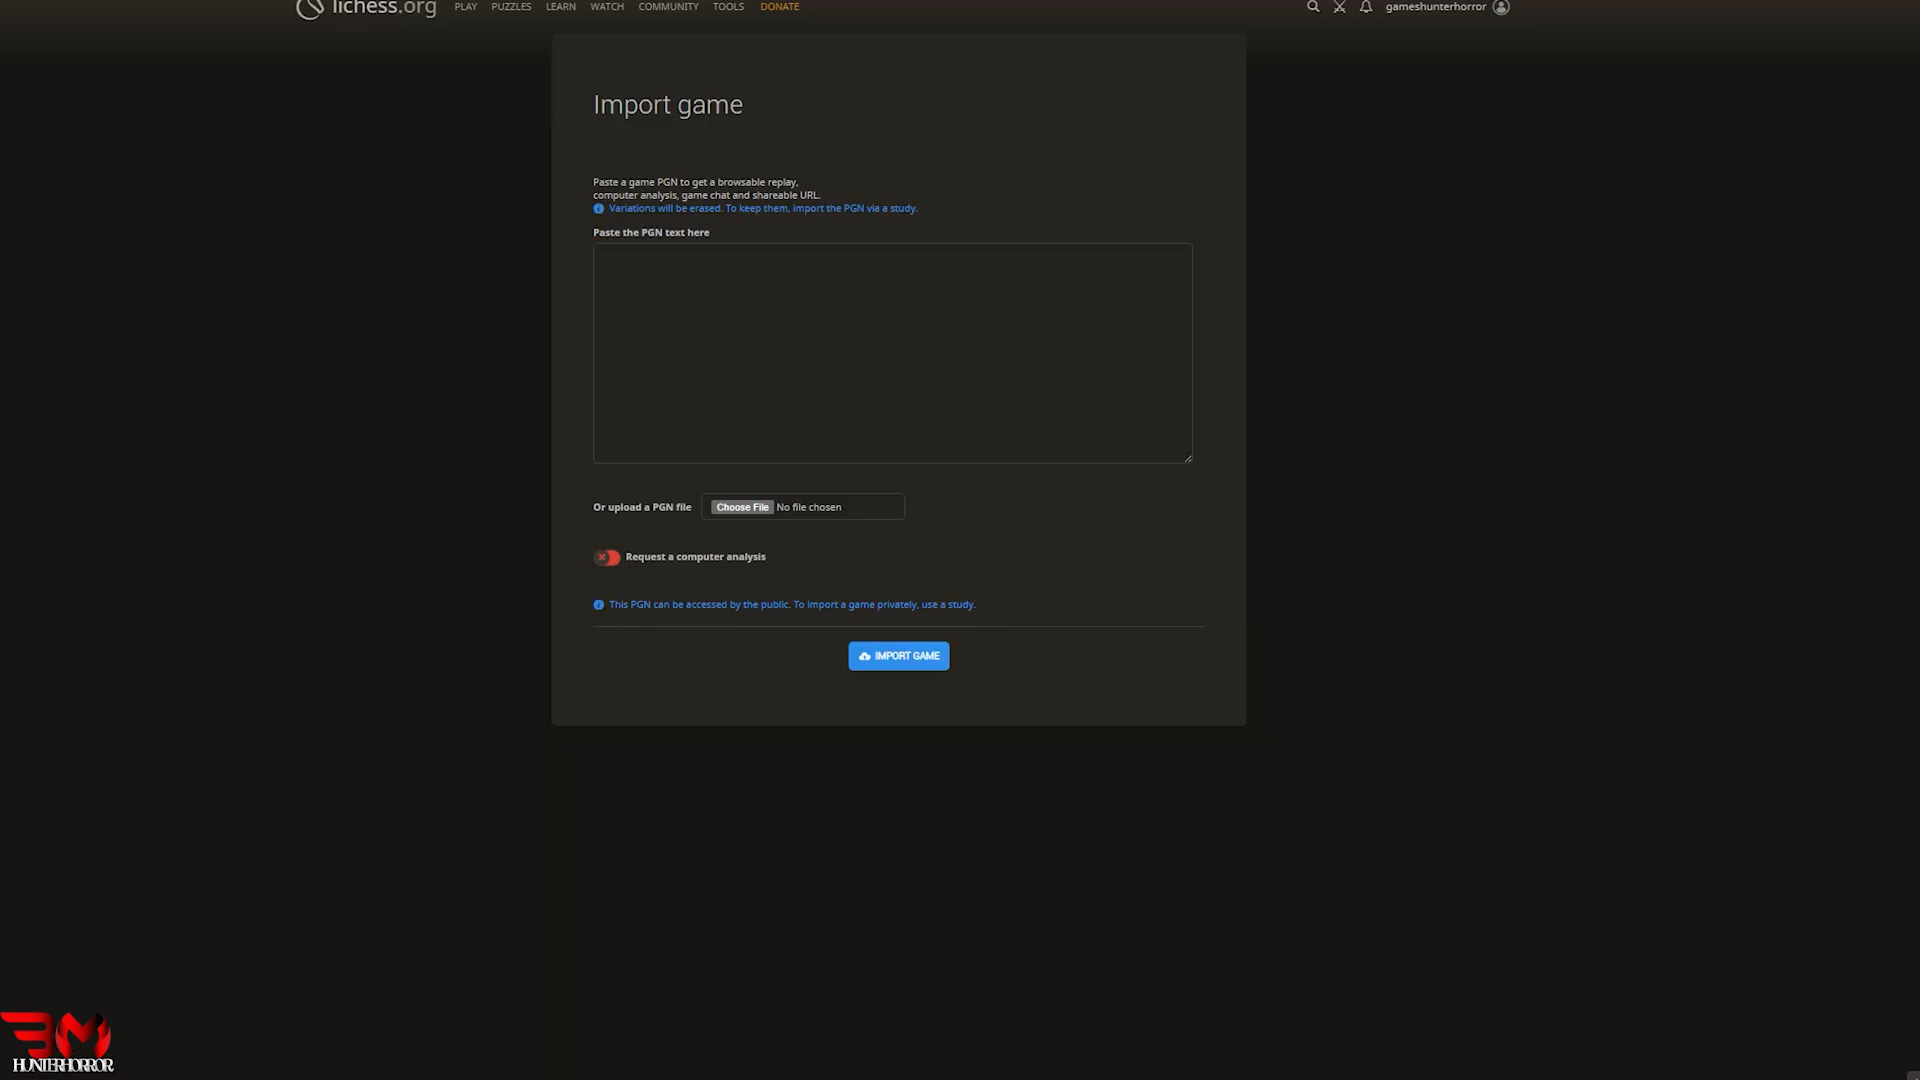 lichess.org PLAY PUZZLES LEARN WATCH COMMUNITY TOOLS DONATE gameshunterhorror
Import game
Paste a game PGN to get a browsable replay,
computer analysis, game chat and shareable URL.
Variations will be erased. To keep them, import the PGN via a study.
Paste the PGN text here
Or upload a PGN file Choose File No file chosen
Request a computer analysis
This PGN can be accessed by the public. To import a game privately, use a study.
IMPORT GAME
3M
HUNTERHORROR